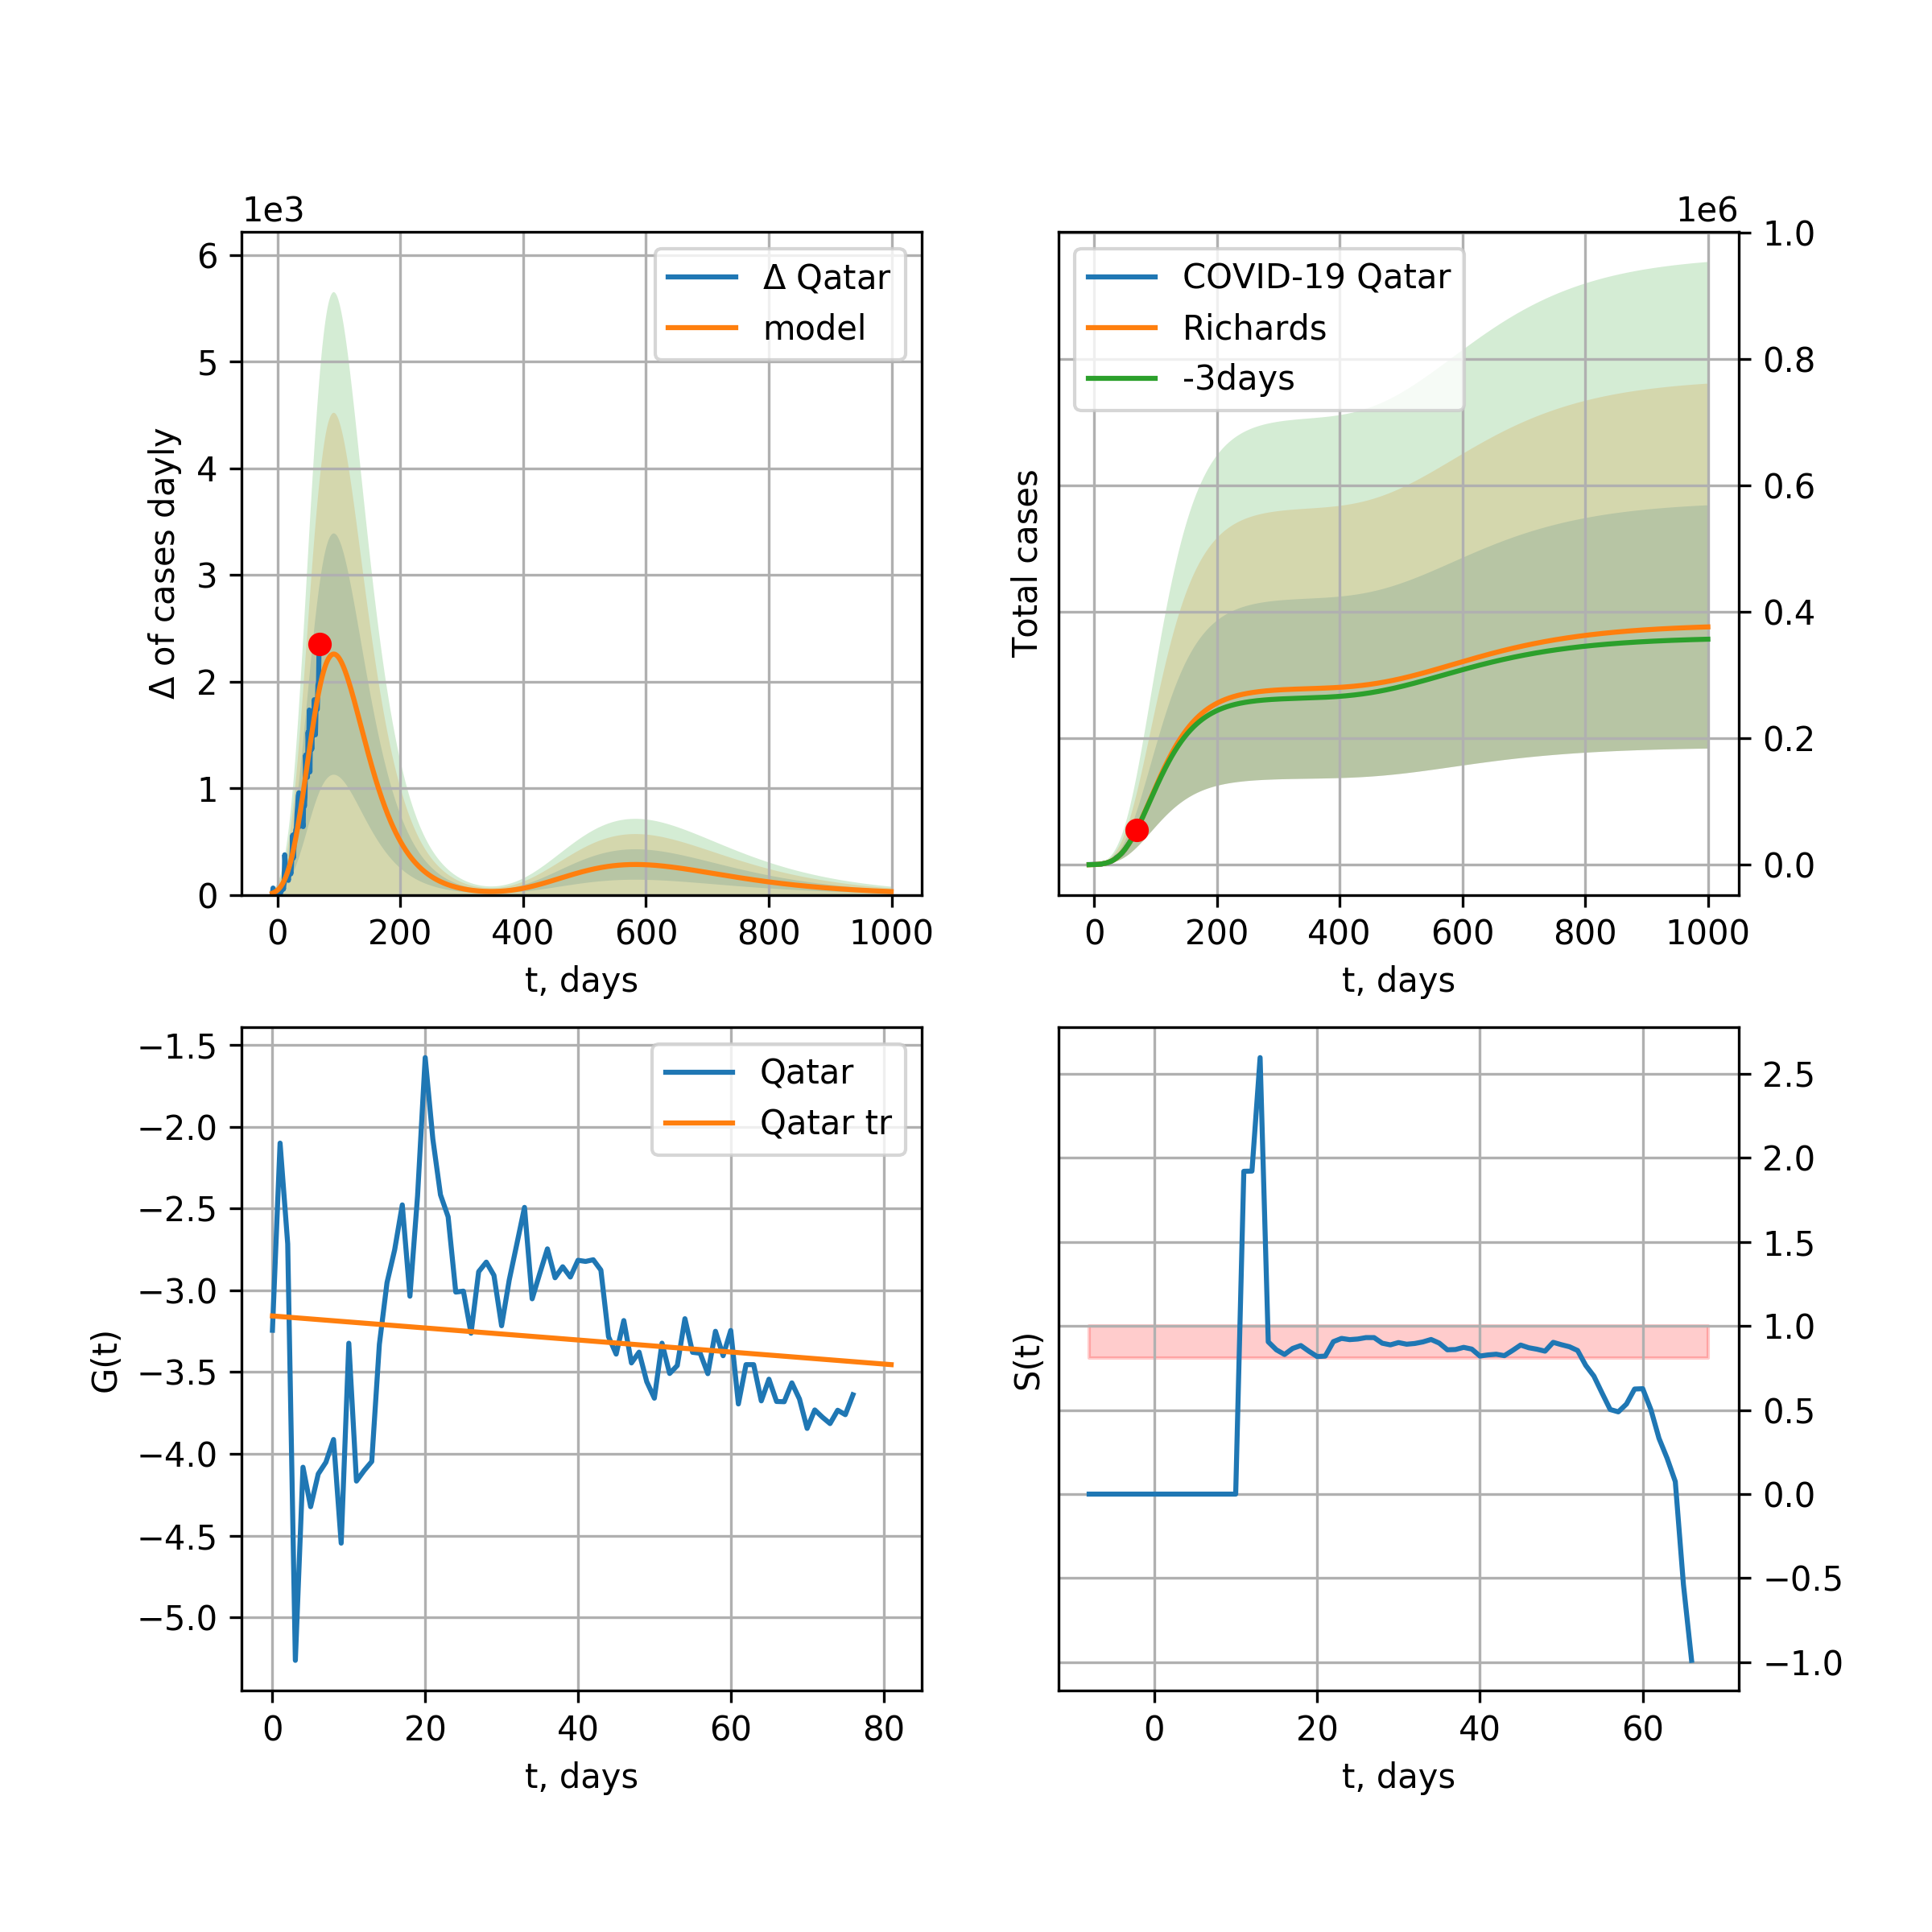 1e3
6
5
4
3
2
1
0
Δ of cases dayly
Δ Qatar
model
0 200 400 600 800 1000
t, days
1e6
1.0
0.8
0.6
0.4
0.2
0.0
Total cases
COVID-19 Qatar
Richards
-3days
0 200 400 600 800 1000
t, days
−1.5
−2.0
−2.5
−3.0
−3.5
−4.0
−4.5
−5.0
G(t)
Qatar
Qatar tr
0 20 40 60 80
t, days
2.5
2.0
1.5
1.0
0.5
0.0
−0.5
−1.0
S(t)
0 20 40 60
t, days